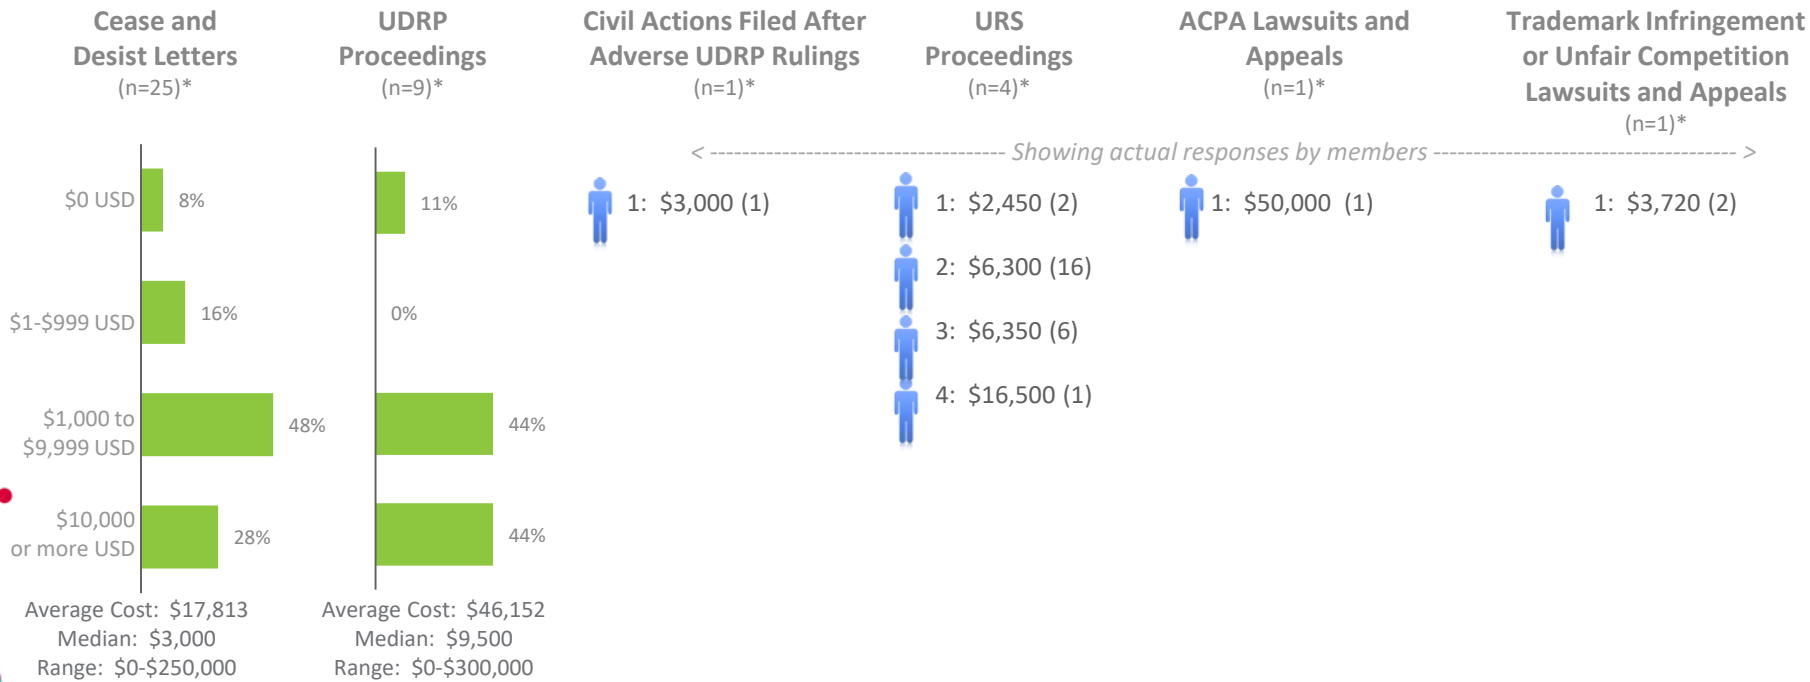 Cease and
Desist Letters
(n=25)*
UDRP
Proceedings
(n=9)*
Civil Actions Filed After
Adverse UDRP Rulings
(n=1)*
URS
Proceedings
(n=4)*
ACPA Lawsuits and
Appeals
(n=1)*
Trademark Infringement
or Unfair Competition
Lawsuits and Appeals
(n=1)*
< ------------------------------------- Showing actual responses by members -------------------------------------- >
$0 USD
8%
11%
$1-$999 USD
16%
0%
$1,000 to
$9,999 USD
48%
44%
$10,000
or more USD
28%
44%
1: $3,000 (1)
1: $2,450 (2)
2: $6,300 (16)
3: $6,350 (6)
4: $16,500 (1)
1: $50,000 (1)
1: $3,720 (2)
Average Cost: $17,813
Median: $3,000
Range: $0-$250,000
Average Cost: $46,152
Median: $9,500
Range: $0-$300,000